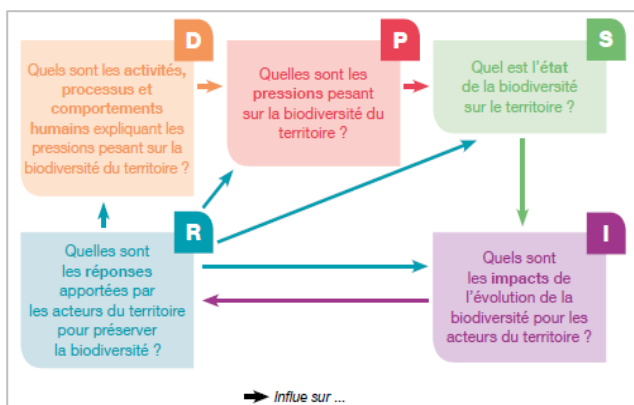 D
Quels sont les activités,
processus et
comportements
humains expliquant les
pressions pesant sur la
biodiversité du territoire ?
P
Quelles sont les
pressions pesant
sur la biodiversité du
territoire ?
S
Quel est l'état
de la biodiversité
sur le territoire ?
R
Quelles sont
les réponses
apportées par
les acteurs du territoire
pour préserver
la biodiversité ?
I
Quels sont
les impacts de
l'évolution de la
biodiversité pour les
acteurs du territoire ?
Influe sur ...